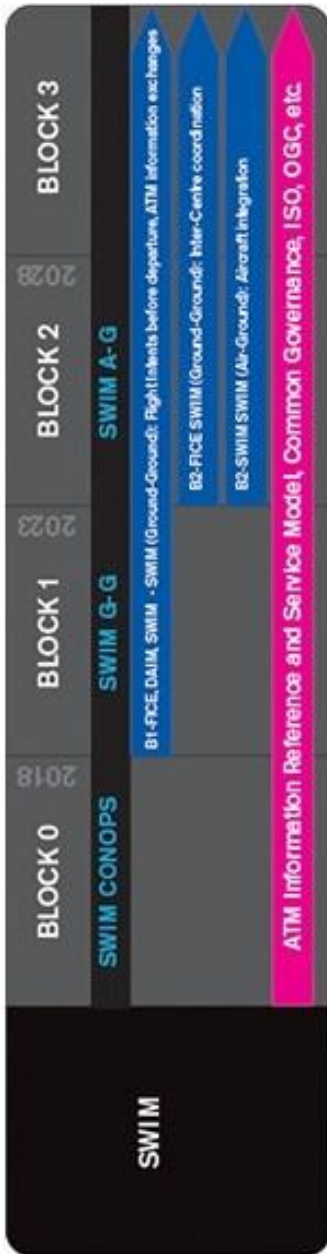 SWIM
BLOCK 0
2018
BLOCK 1
2023
BLOCK 2
2028
BLOCK 3
SWIM CONOPS
SWIM G-G
SWIM A-G
B1-FICE, DAIM, SWIM - SWIM (Ground-Ground): Flight Intents before departure, ATM information exchanges
B2-FICE SWIM (Ground-Ground): Inter-Centre coordination
B2-SWIM SWIM (Air-Ground): Aircraft integration
ATM Information Reference and Service Model, Common Governance, ISO, OGC, etc.